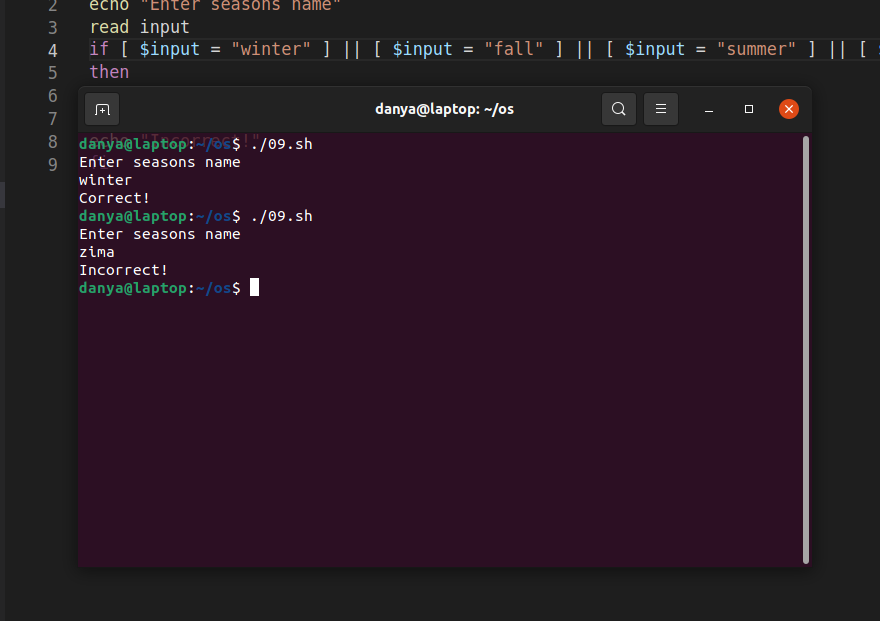 2 echo "Enter seasons name"
3 read input
4 if [ $input = "winter" ] || [ $input = "fall" ] || [ $input = "summer" ] || [
5 then
6
7
8 echo "Incorrect!"
9
danya@laptop: ~/os
danya@laptop:~/os$ ./09.sh
Enter seasons name
winter
Correct!
danya@laptop:~/os$ ./09.sh
Enter seasons name
zima
Incorrect!
danya@laptop:~/os$